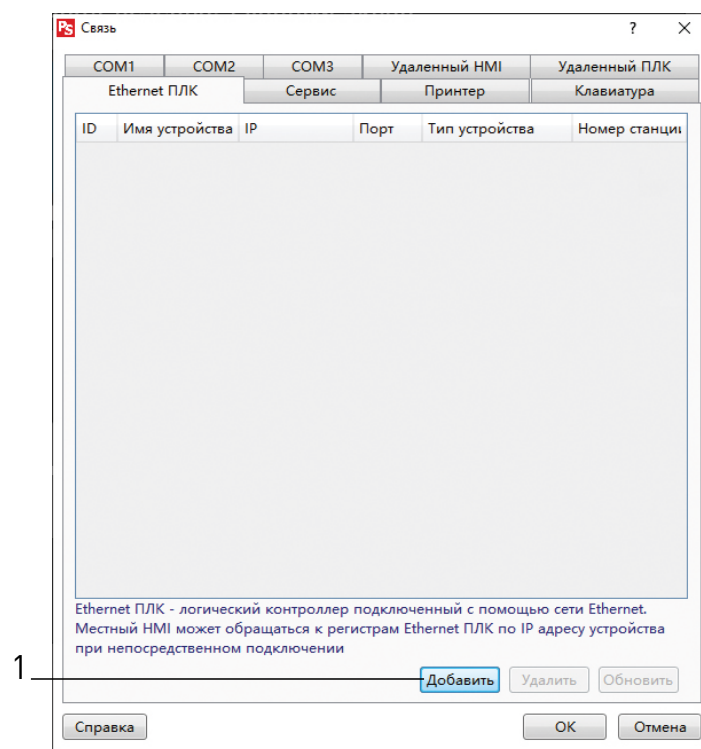 PS Связь ? ×
COM1 COM2 COM3 Удаленный HMI Удаленный ПЛК
Ethernet ПЛК Сервис Принтер Клавиатура
ID Имя устройства IP Порт Тип устройства Номер станции
Ethernet ПЛК - логический контроллер подключенный с помощью сети Ethernet.
Местный HMI может обращаться к регистрам Ethernet ПЛК по IP адресу устройства
при непосредственном подключении
1 Добавить Удалить Обновить
Справка OK Отмена